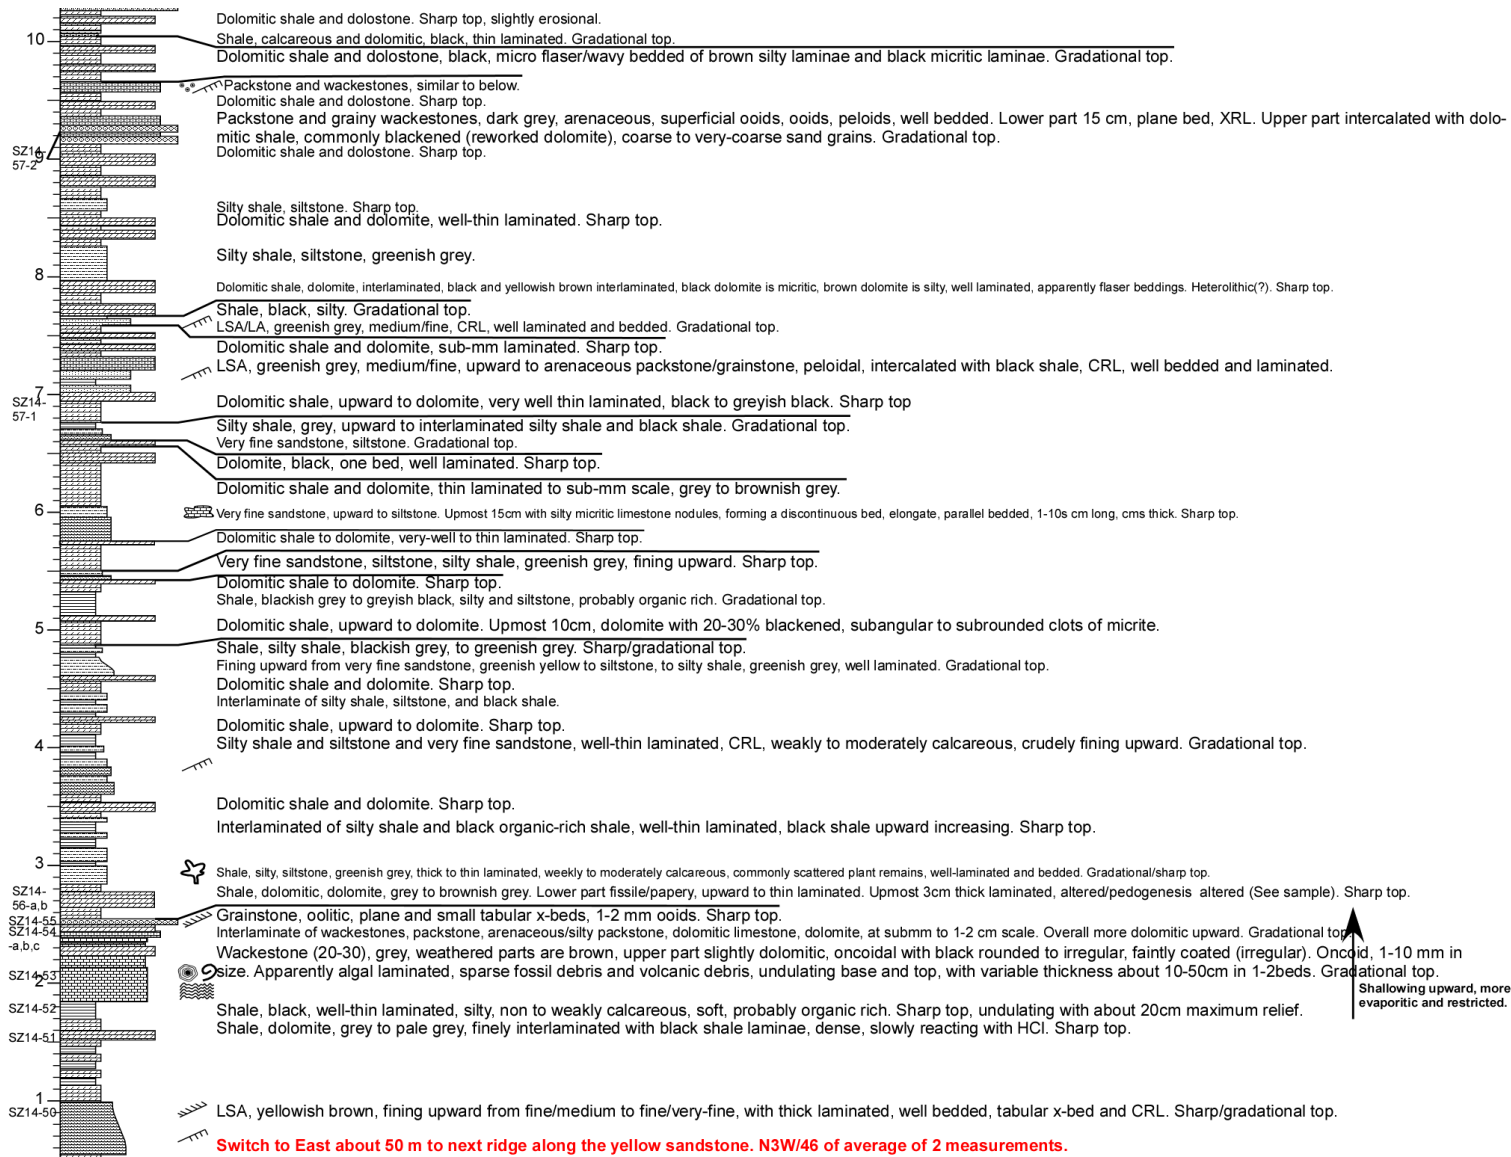 Dolomitic shale and dolostone. Sharp top, slightly erosional.
10
Shale, calcareous and dolomitic, black, thin laminated. Gradational top.
Dolomitic shale and dolostone, black, micro flaser/wavy bedded of brown silty laminae and black micritic laminae. Gradational top.
Packstone and wackestones, similar to below.
Dolomitic shale and dolostone. Sharp top.
Packstone and grainy wackestones, dark grey, arenaceous, superficial ooids, ooids, peloids, well bedded. Lower part 15 cm, plane bed, XRL. Upper part intercalated with dolo-
mitic shale, commonly blackened (reworked dolomite), coarse to very-coarse sand grains. Gradational top.
SZ14-
57-2
9
Dolomitic shale and dolostone. Sharp top.
Silty shale, siltstone. Sharp top.
Dolomitic shale and dolomite, well-thin laminated. Sharp top.
Silty shale, siltstone, greenish grey.
8
Dolomitic shale, dolomite, interlaminated, black and yellowish brown interlaminated, black dolomite is micritic, brown dolomite is silty, well laminated, apparently flaser beddings. Heterolithic(?). Sharp top.
Shale, black, silty. Gradational top.
LSA/LA, greenish grey, medium/fine, CRL, well laminated and bedded. Gradational top.
Dolomitic shale and dolomite, sub-mm laminated. Sharp top.
LSA, greenish grey, medium/fine, upward to arenaceous packstone/grainstone, peloidal, intercalated with black shale, CRL, well bedded and laminated.
7
SZ14-
57-1
Dolomitic shale, upward to dolomite, very well thin laminated, black to greyish black. Sharp top
Silty shale, grey, upward to interlaminated silty shale and black shale. Gradational top.
Very fine sandstone, siltstone. Gradational top.
Dolomite, black, one bed, well laminated. Sharp top.
Dolomitic shale and dolomite, thin laminated to sub-mm scale, grey to brownish grey.
6
Very fine sandstone, upward to siltstone. Upmost 15cm with silty micritic limestone nodules, forming a discontinuous bed, elongate, parallel bedded, 1-10s cm long, cms thick. Sharp top.
Dolomitic shale to dolomite, very-well to thin laminated. Sharp top.
Very fine sandstone, siltstone, silty shale, greenish grey, fining upward. Sharp top.
Dolomitic shale to dolomite. Sharp top.
Shale, blackish grey to greyish black, silty and siltstone, probably organic rich. Gradational top.
5
Dolomitic shale, upward to dolomite. Upmost 10cm, dolomite with 20-30% blackened, subangular to subrounded clots of micrite.
Shale, silty shale, blackish grey, to greenish grey. Sharp/gradational top.
Fining upward from very fine sandstone, greenish yellow to siltstone, to silty shale, greenish grey, well laminated. Gradational top.
Dolomitic shale and dolomite. Sharp top.
Interlaminate of silty shale, siltstone, and black shale.
Dolomitic shale, upward to dolomite. Sharp top.
4
Silty shale and siltstone and very fine sandstone, well-thin laminated, CRL, weakly to moderately calcareous, crudely fining upward. Gradational top.
Dolomitic shale and dolomite. Sharp top.
Interlaminated of silty shale and black organic-rich shale, well-thin laminated, black shale upward increasing. Sharp top.
3
Shale, silty, siltstone, greenish grey, thick to thin laminated, weekly to moderately calcareous, commonly scattered plant remains, well-laminated and bedded. Gradational/sharp top.
SZ14-
56-a,b
Shale, dolomitic, dolomite, grey to brownish grey. Lower part fissile/papery, upward to thin laminated. Upmost 3cm thick laminated, altered/pedogenesis altered (See sample). Sharp top.
SZ14-55
Grainstone, oolitic, plane and small tabular x-beds, 1-2 mm ooids. Sharp top.
SZ14-54
-a,b,c
Interlaminate of wackestones, packstone, arenaceous/silty packstone, dolomitic limestone, dolomite, at submm to 1-2 cm scale. Overall more dolomitic upward. Gradational top.
Wackestone (20-30), grey, weathered parts are brown, upper part slightly dolomitic, oncoidal with black rounded to irregular, faintly coated (irregular). Oncoid, 1-10 mm in
SZ14-53
2
size. Apparently algal laminated, sparse fossil debris and volcanic debris, undulating base and top, with variable thickness about 10-50cm in 1-2beds. Gradational top.
Shallowing upward, more
evaporitic and restricted.
SZ14-52
Shale, black, well-thin laminated, silty, non to weakly calcareous, soft, probably organic rich. Sharp top, undulating with about 20cm maximum relief.
SZ14-51
Shale, dolomite, grey to pale grey, finely interlaminated with black shale laminae, dense, slowly reacting with HCl. Sharp top.
1
SZ14-50
LSA, yellowish brown, fining upward from fine/medium to fine/very-fine, with thick laminated, well bedded, tabular x-bed and CRL. Sharp/gradational top.
Switch to East about 50 m to next ridge along the yellow sandstone. N3W/46 of average of 2 measurements.